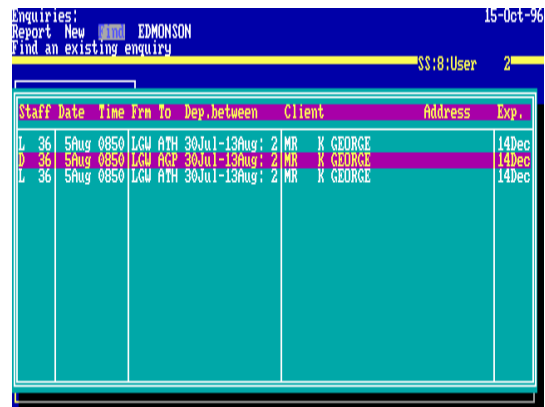 Enquiries: 15-Oct-96
Report New Find EDMONSON
Find an existing enquiry
SS:8:User 2
Staff Date Time Frm To Dep.between Client Address Exp.
L 36 5Aug 0850 LGW ATH 30Jul-13Aug: 2 MR K GEORGE 14Dec
D 36 5Aug 0850 LGW AGP 30Jul-13Aug: 2 MR K GEORGE 14Dec
L 36 5Aug 0850 LGW ATH 30Jul-13Aug: 2 MR K GEORGE 14Dec